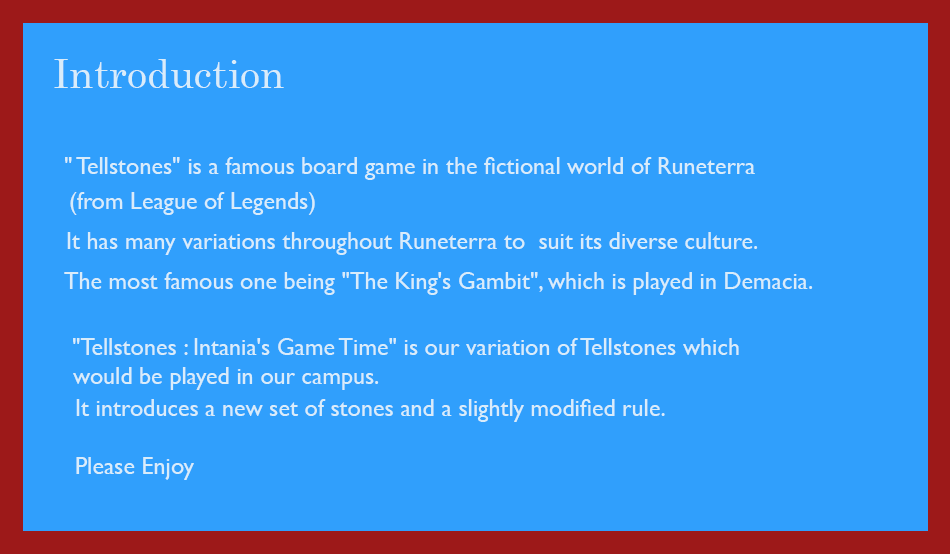 Introduction
" Tellstones" is a famous board game in the fictional world of Runeterra
(from League of Legends)
It has many variations throughout Runeterra to  suit its diverse culture.
The most famous one being "The King's Gambit", which is played in Demacia.
"Tellstones : Intania's Game Time" is our variation of Tellstones which
would be played in our campus.
It introduces a new set of stones and a slightly modified rule.
Please Enjoy